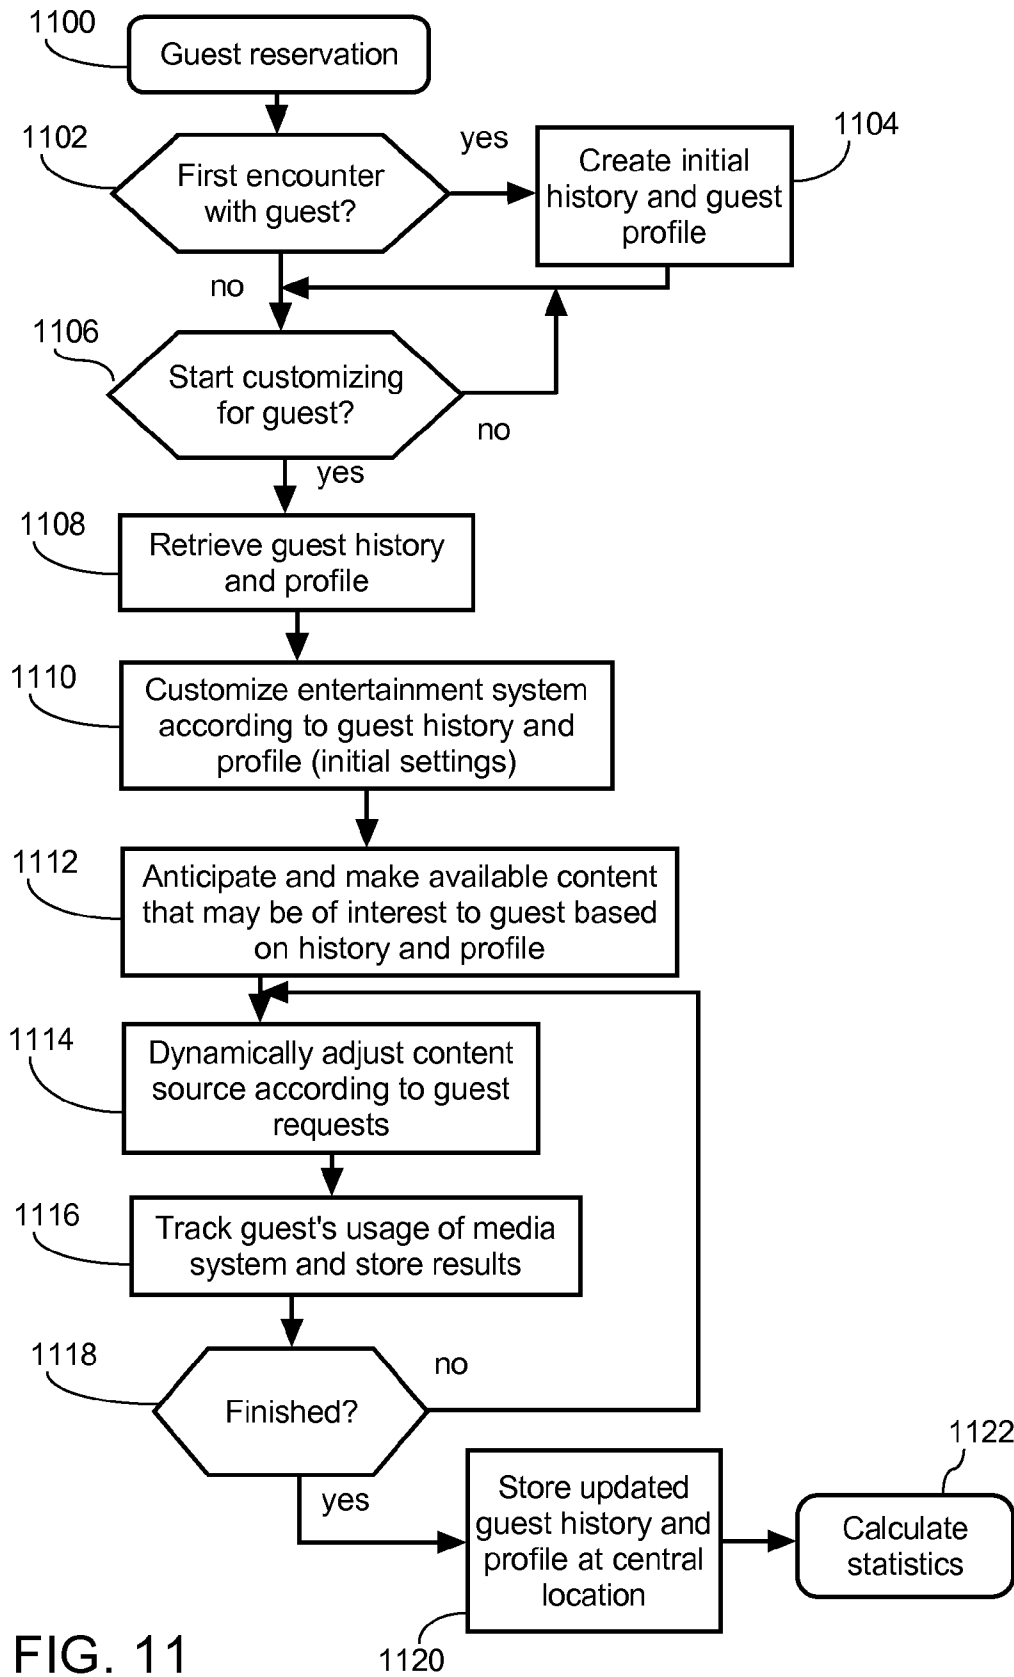 1100
Guest reservation
1102
First encounter
with guest?
yes
1104
Create initial
history and guest
profile
no
1106
Start customizing
for guest?
no
yes
1108
Retrieve guest history
and profile
1110
Customize entertainment system
according to guest history and
profile (initial settings)
1112
Anticipate and make available content
that may be of interest to guest based
on history and profile
1114
Dynamically adjust content
source according to guest
requests
1116
Track guest's usage of media
system and store results
1118
Finished?
no
yes
Store updated
guest history and
profile at central
location
1120
1122
Calculate
statistics
FIG. 11